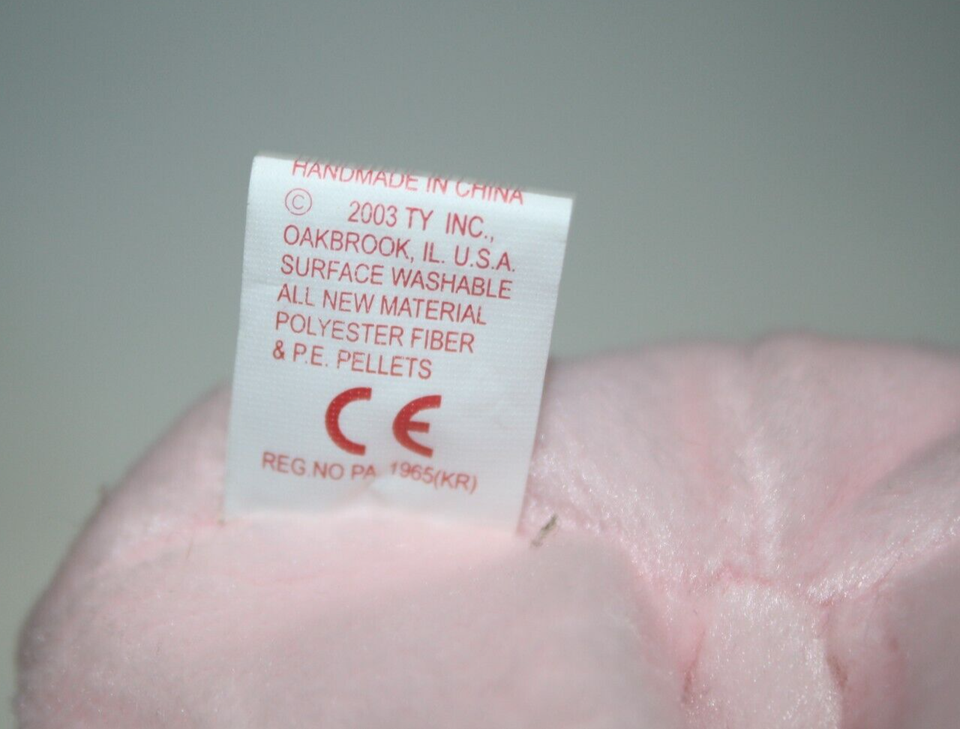 HANDMADE IN CHINA
© 2003 TY INC.,
OAKBROOK, IL. U.S.A.
SURFACE WASHABLE
ALL NEW MATERIAL
POLYESTER FIBER
& P.E. PELLETS
CE
REG.NO PA. 1965(KR)